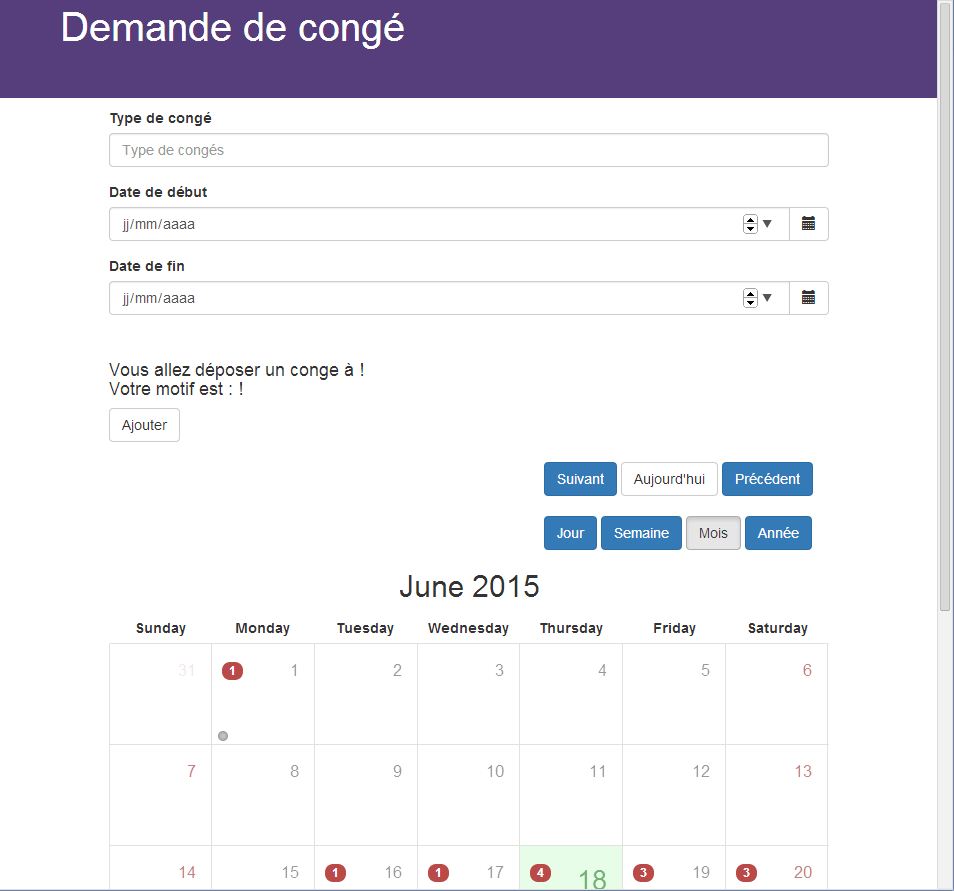 Demande de congé
Type de congé
Type de congés
Date de début
jj/mm/aaaa
Date de fin
jj/mm/aaaa
Vous allez déposer un conge à !
Votre motif est : !
Ajouter
Suivant Aujourd'hui Précédent
Jour Semaine Mois Année
June 2015
Sunday Monday Tuesday Wednesday Thursday Friday Saturday
31 1 1 2 3 4 5 6
7 8 9 10 11 12 13
14 15 1 16 1 17 4 18 3 19 3 20